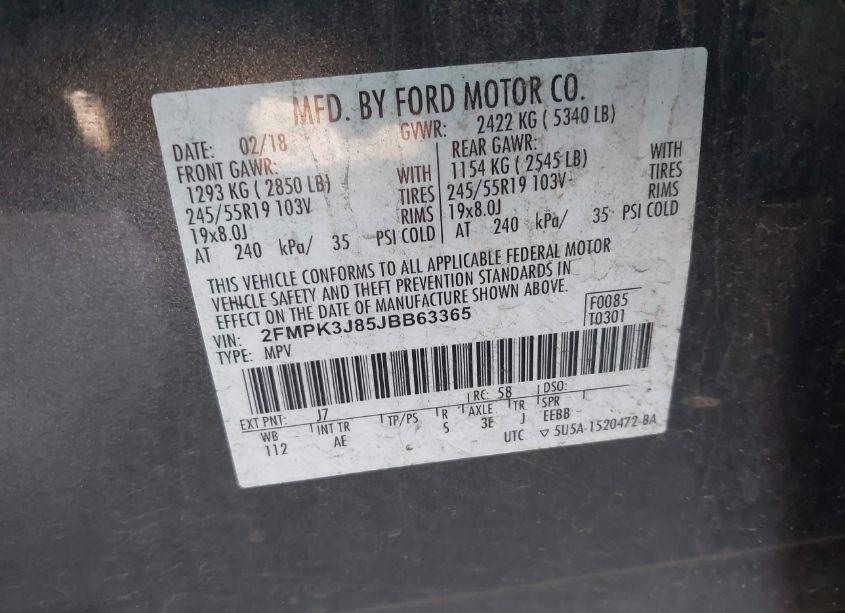 MFD. BY FORD MOTOR CO.
DATE: 02/18 GVWR: 2422 KG ( 5340 LB)
FRONT GAWR: REAR GAWR:
1293 KG ( 2850 LB) WITH 1154 KG ( 2545 LB) WITH
245/55R19 103V TIRES 245/55R19 103V TIRES
19x8.0J RIMS 19x8.0J RIMS
AT 240 kPa/ 35 PSI COLD AT 240 kPa/ 35 PSI COLD
THIS VEHICLE CONFORMS TO ALL APPLICABLE FEDERAL MOTOR
VEHICLE SAFETY AND THEFT PREVENTION STANDARDS IN
EFFECT ON THE DATE OF MANUFACTURE SHOWN ABOVE.
VIN: 2FMPK3J85JBB63365 F0085
TYPE: MPV T0301
EXT PNT: J7 RC: 58 DSO:
WB INT TR TP/PS R AXLE TR SPR
112 AE S 3E J EEBB
UTC ▽ 5U5A-1520472-BA